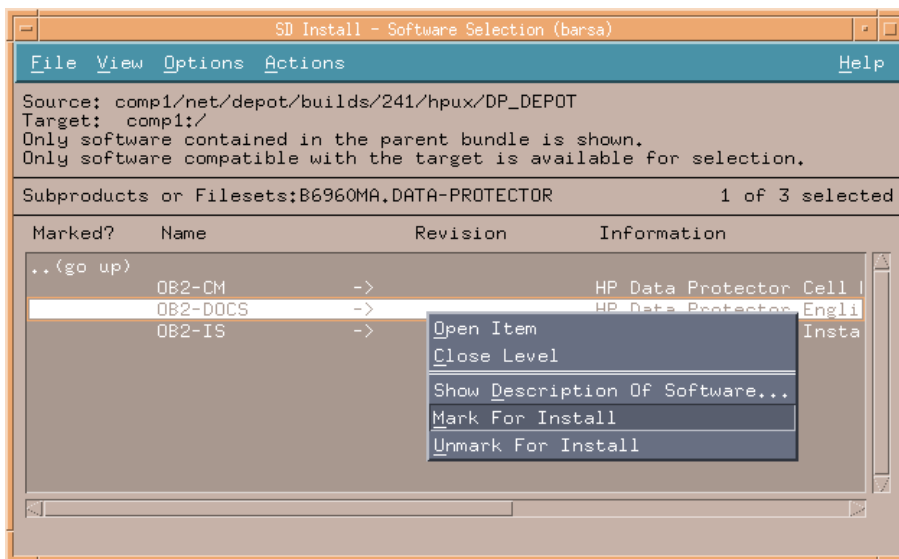 SD Install - Software Selection (barsa)
File View Options Actions Help
Source: comp1/net/depot/builds/241/hpux/DP_DEPOT
Target: comp1:/
Only software contained in the parent bundle is shown.
Only software compatible with the target is available for selection.
Subproducts or Filesets:B6960MA.DATA-PROTECTOR 1 of 3 selected
Marked? Name Revision Information
..(go up)
OB2-CM -> HP Data Protector Cell
OB2-DOCS -> HP Data Protector Engli
OB2-IS -> Insta
Open Item
Close Level
Show Description Of Software...
Mark For Install
Unmark For Install